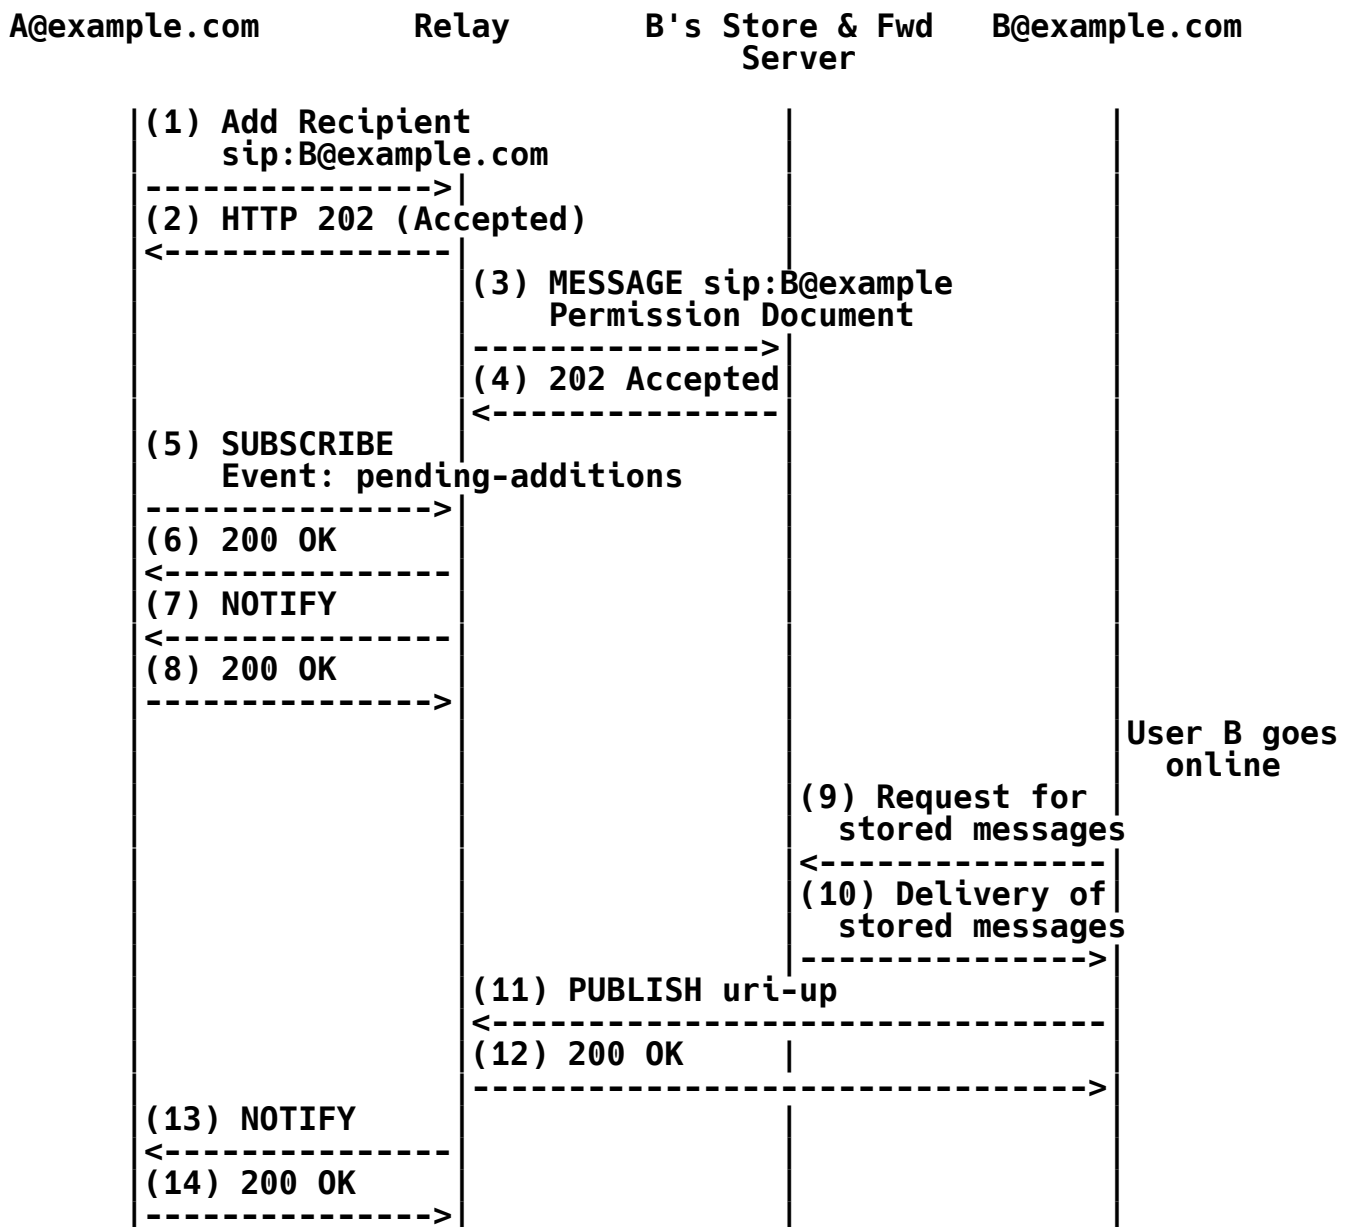 A@example.com Relay B's Store & Fwd B@example.com
Server
(1) Add Recipient
sip:B@example.com
--------------->
(2) HTTP 202 (Accepted)
<---------------
(3) MESSAGE sip:B@example
Permission Document
--------------->
(4) 202 Accepted
<---------------
(5) SUBSCRIBE
Event: pending-additions
--------------->
(6) 200 OK
<---------------
(7) NOTIFY
<---------------
(8) 200 OK
--------------->
User B goes
online
(9) Request for
stored messages
<---------------
(10) Delivery of
stored messages
--------------->
(11) PUBLISH uri-up
<--------------------------------
(12) 200 OK
-------------------------------->
(13) NOTIFY
<---------------
(14) 200 OK
--------------->